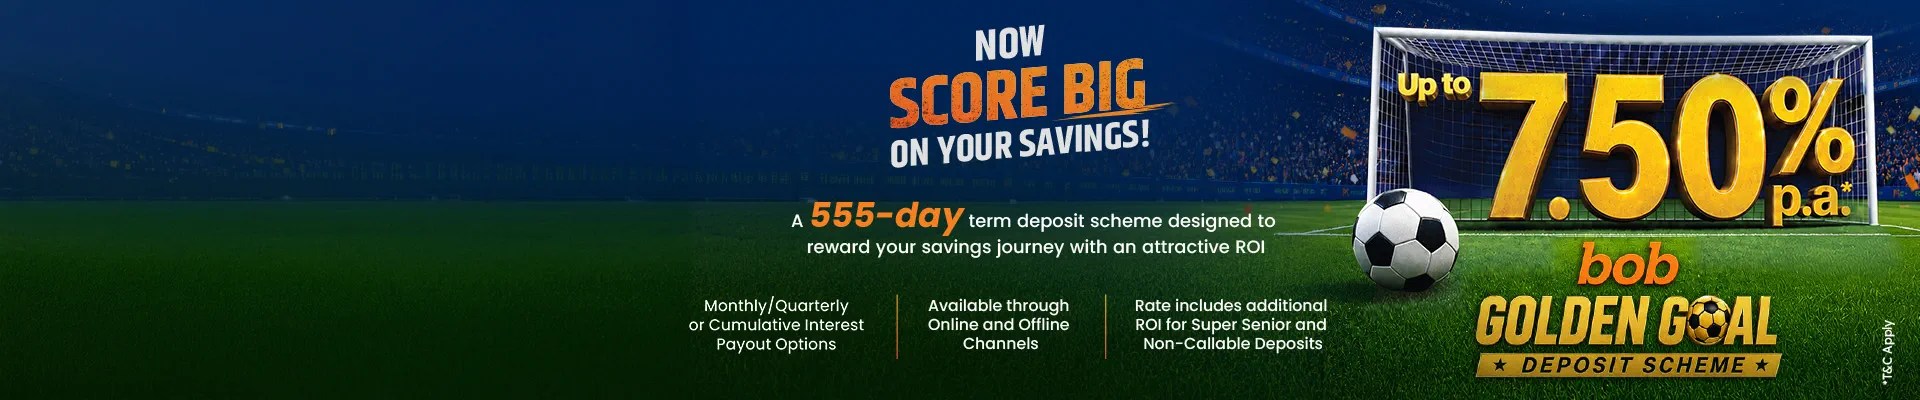 NOW
SCORE BIG
ON YOUR SAVINGS!
A 555-day term deposit scheme designed to
reward your savings journey with an attractive ROI
Monthly/Quarterly
or Cumulative Interest
Payout Options
Available through
Online and Offline
Channels
Rate includes additional
ROI for Super Senior and
Non-Callable Deposits
Up to 7.50%
p.a.*
bob
GOLDEN GOAL
★ DEPOSIT SCHEME ★
*T&C Apply